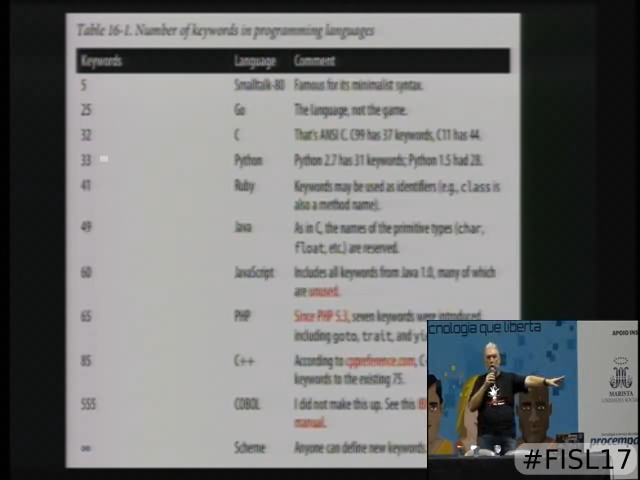 Table 16-1. Number of keywords in programming languages
Keywords Language Comment
5 Smalltalk-80 Famous for its minimalist syntax.
25 Go The language, not the game.
32 C That's ANSI C. C99 has 37 keywords, C11 has 44.
33 Python Python 2.7 has 31 keywords; Python 1.5 had 28.
41 Ruby Keywords may be used as identifiers (e.g., class is
also a method name).
49 Java As in C, the names of the primitive types (char,
float, etc.) are reserved.
60 JavaScript Includes all keywords from Java 1.0, many of which
are unused.
65 PHP Since PHP 5.3, seven keywords were introduced
including goto, trait, and
85 C++ According to cppreference.com,
keywords to the existing 75.
555 COBOL I did not make this up. See this
manual.
∞ Scheme Anyone can define new keywords
cnologia que liberta
APOIO INS
MARISTA
procempa
#FISL17